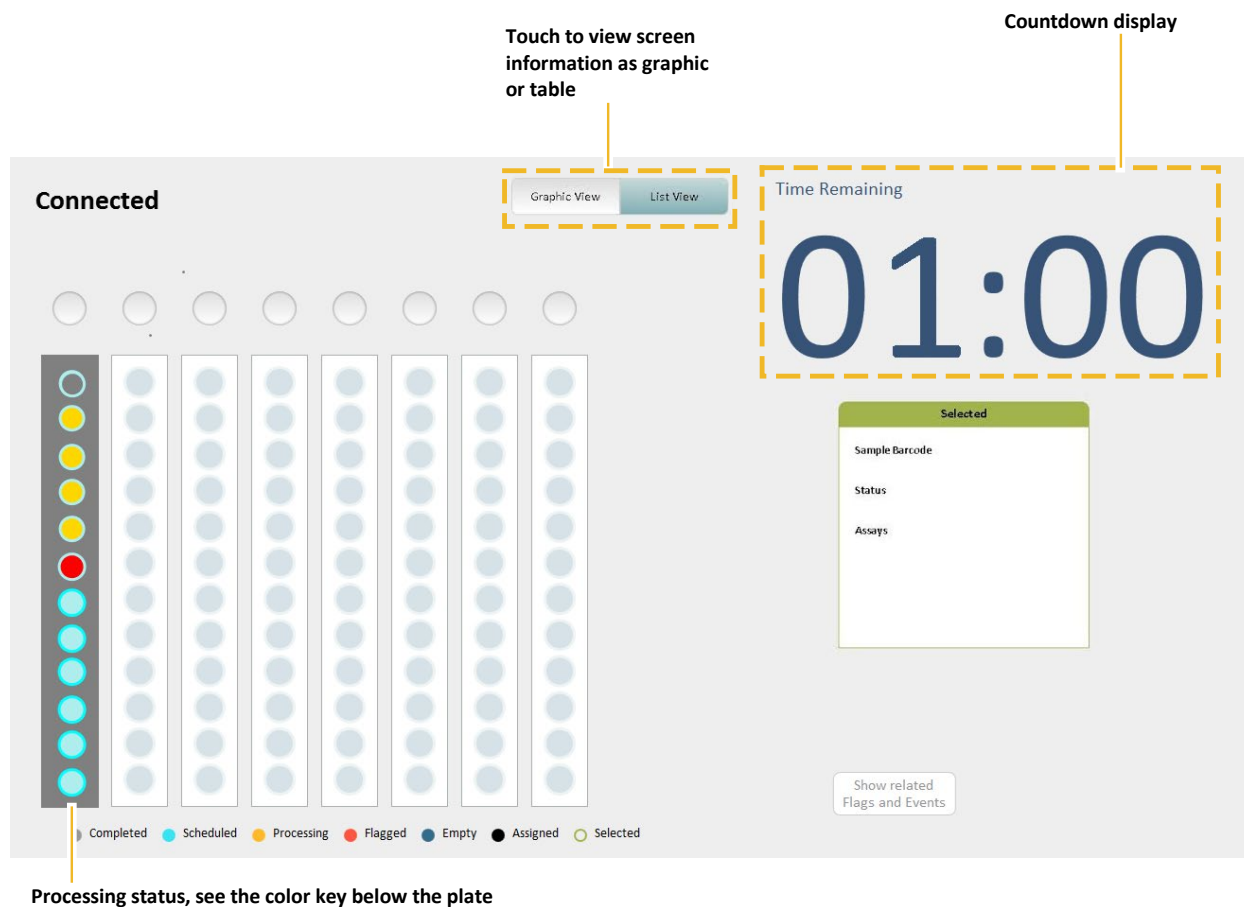 Countdown display
Touch to view screen
information as graphic
or table
Connected
Graphic View
List View
Time Remaining
01:00
Selected
Sample Barcode
Status
Assays
Show related
Flags and Events
Completed
Scheduled
Processing
Flagged
Empty
Assigned
Selected
Processing status, see the color key below the plate